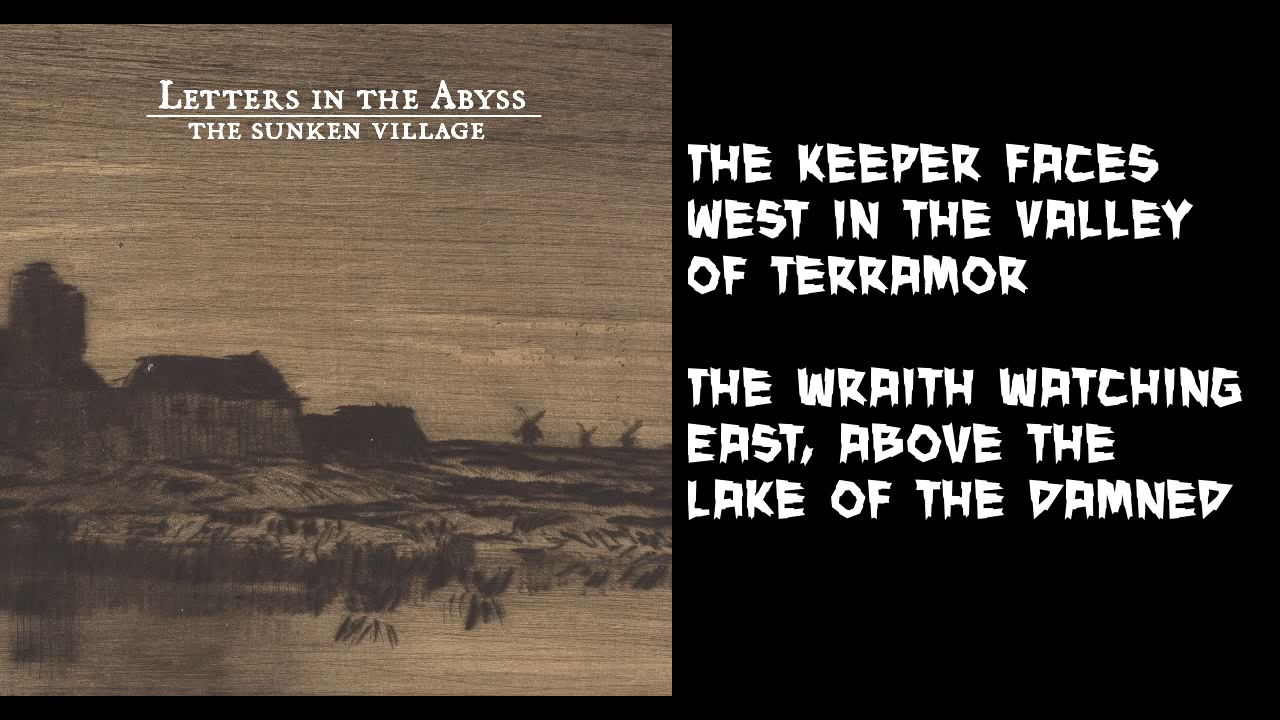 Letters in the Abyss
the sunken village
THE KEEPER FACES
WEST IN THE VALLEY
OF TERRAMOR
THE WRAITH WATCHING
EAST, ABOVE THE
LAKE OF THE DAMNED